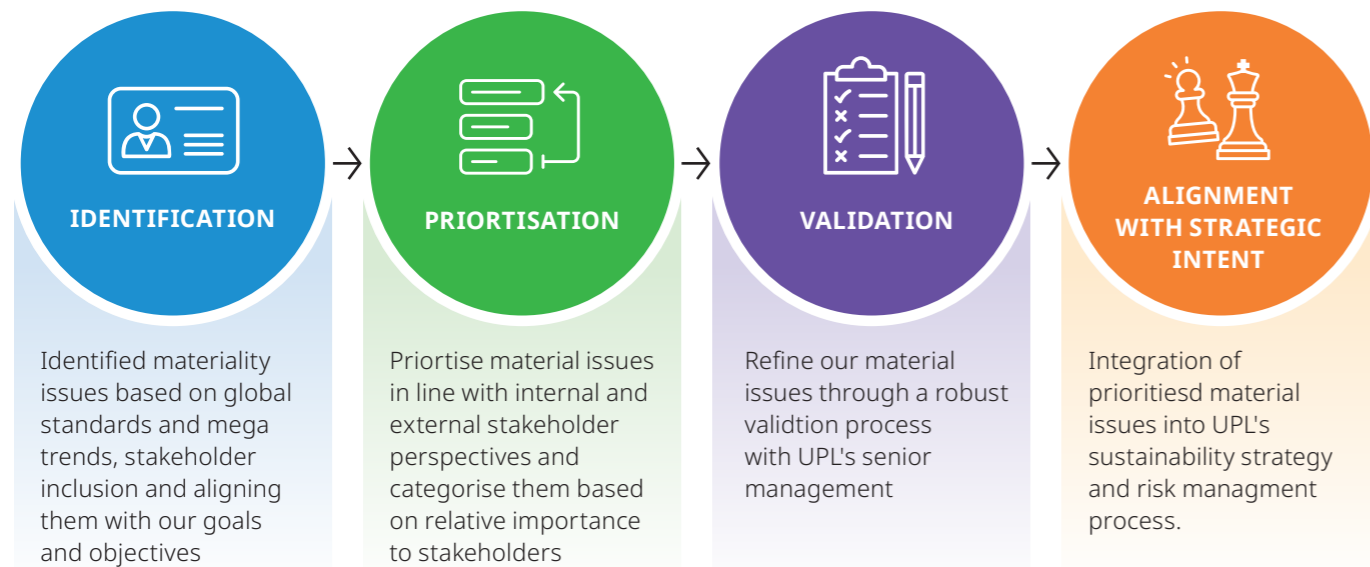 IDENTIFICATION
Identified materiality
issues based on global
standards and mega
trends, stakeholder
inclusion and aligning
them with our goals
and objectives
PRIORTISATION
Priortise material issues
in line with internal and
external stakeholder
perspectives and
categorise them based
on relative importance
to stakeholders
VALIDATION
Refine our material
issues through a robust
validtion process
with UPL's senior
management
ALIGNMENT
WITH STRATEGIC
INTENT
Integration of
prioritiesd material
issues into UPL's
sustainability strategy
and risk managment
process.